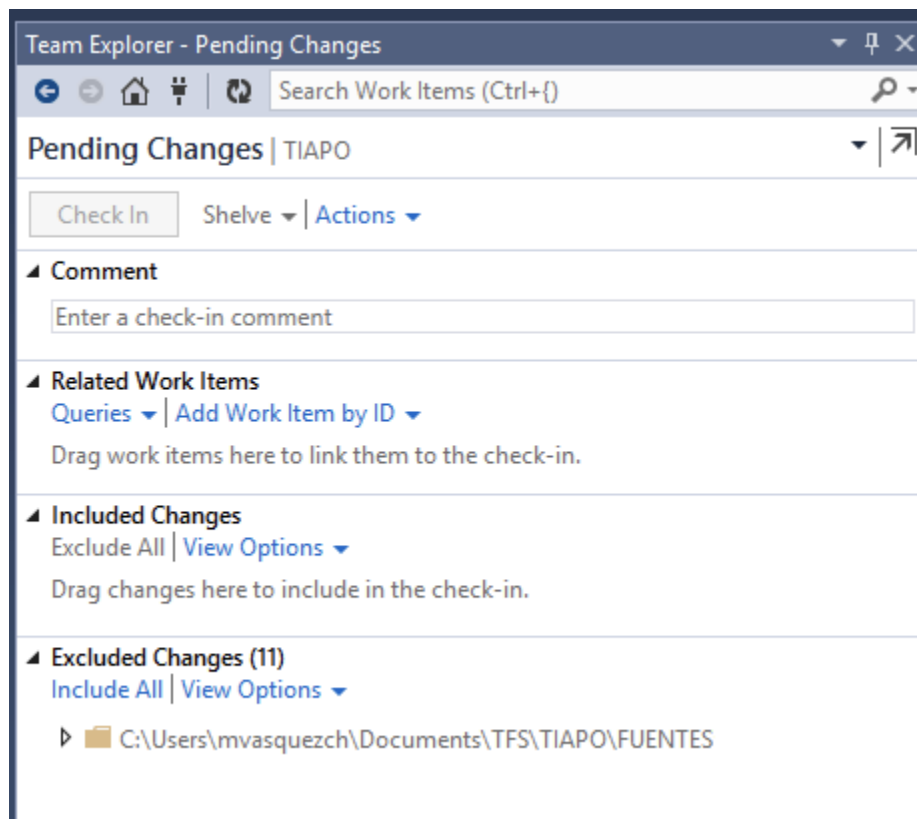 Team Explorer - Pending Changes
Search Work Items (Ctrl+{)
Pending Changes | TIAPO
Check In Shelve Actions
Comment
Enter a check-in comment
Related Work Items
Queries Add Work Item by ID
Drag work items here to link them to the check-in.
Included Changes
Exclude All View Options
Drag changes here to include in the check-in.
Excluded Changes (11)
Include All View Options
C:\Users\mvasquezch\Documents\TFS\TIAPO\FUENTES